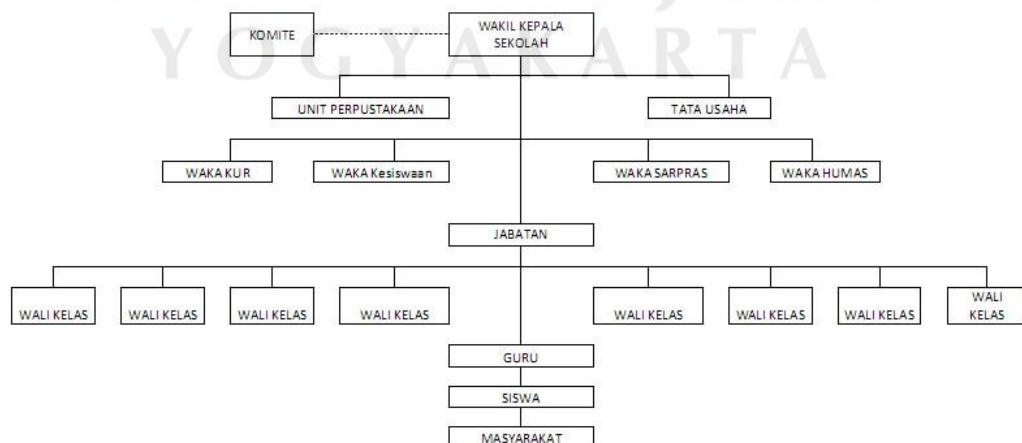 KOMITE
WAKIL KEPALA
SEKOLAH
YOGYAKARTA
UNIT PERPUSTAKAAN
TATA USAHA
WAKA KUR
WAKA Kesiswaan
WAKA SARPRAS
WAKA HUMAS
JABATAN
WALI KELAS
WALI KELAS
WALI KELAS
WALI KELAS
WALI KELAS
WALI KELAS
WALI KELAS
WALI
KELAS
GURU
SISWA
MASYARAKAT